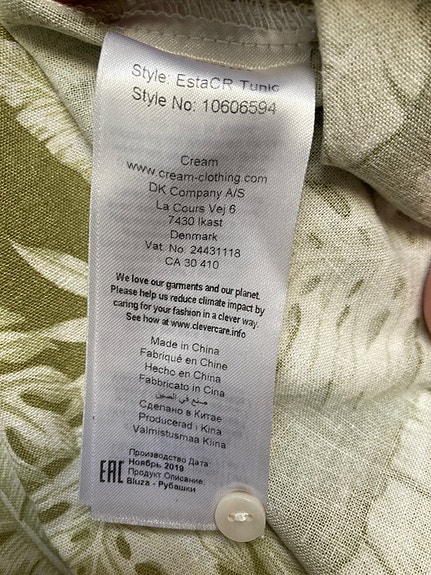 Style: EstaCR Tunic
Style No: 10606594
Cream
www.cream-clothing.com
DK Company A/S
La Cours Vej 6
7430 Ikast
Denmark
Vat. No. 24431118
CA 30 410
We love our garments and our planet.
Please help us reduce climate impact by
caring for your fashion in a clever way.
See how at www.clevercare.info
Made in China
Fabriqué en Chine
Hecho en China
Fabbricato in Cina
صنع في الصين
Сделано в Китае
Producerad i Kina
Valmistusmaa Kiina
EAC
Производство Дата:
Ноябрь 2019
Продукт Описание:
Bluza - Рубашки